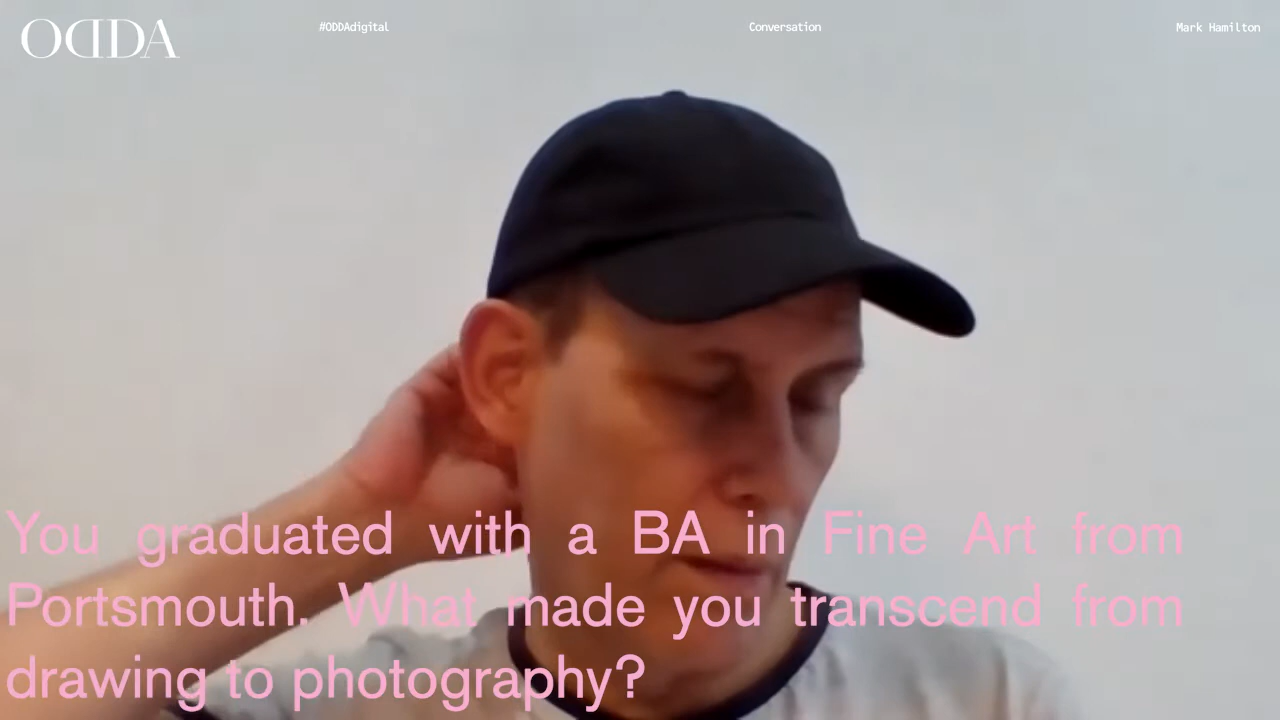 ODDA
#ODDAdigital
Conversation
Mark Hamilton
You graduated with a BA in Fine Art from
Portsmouth. What made you transcend from
drawing to photography?